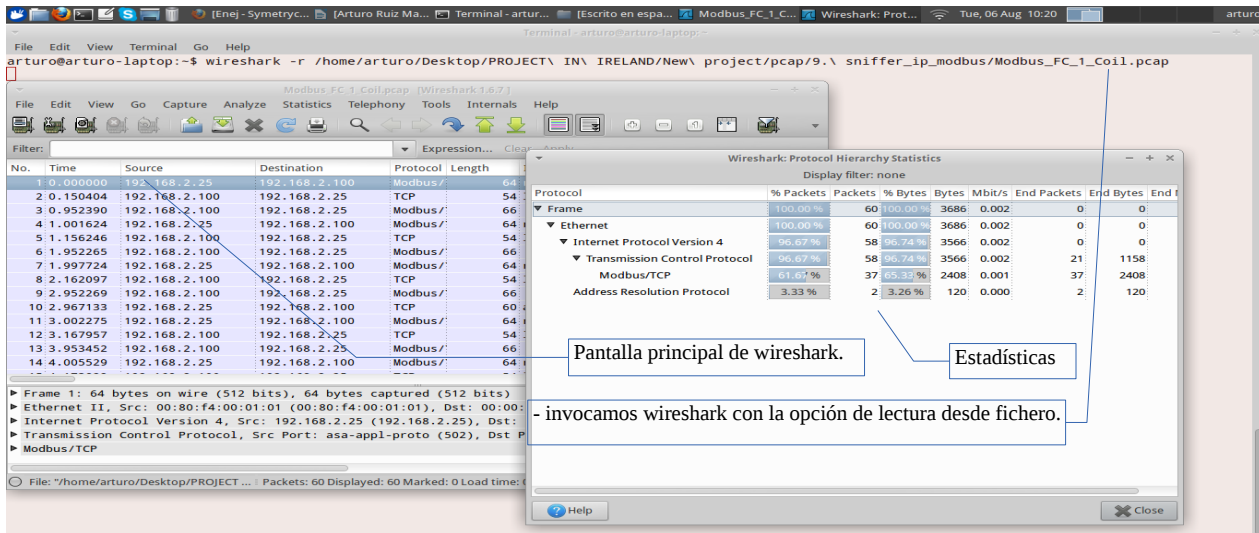 [Enej - Symetryc... [Arturo Ruiz Ma... Terminal - artur... [Escrito en espa... Modbus_FC_1_C... Wireshark: Prot... Tue, 06 Aug 10:20 arturo
Terminal - arturo@arturo-laptop: ~
File Edit View Terminal Go Help
arturo@arturo-laptop:~$ wireshark -r /home/arturo/Desktop/PROJECT\ IN\ IRELAND/New\ project/pcap/9.\ sniffer_ip_modbus/Modbus_FC_1_Coil.pcap
Modbus_FC_1_Coil.pcap [Wireshark 1.6.7]
File Edit View Go Capture Analyze Statistics Telephony Tools Internals Help
Filter: Expression... Clear Apply
No. Time Source Destination Protocol Length
1 0.000000 192.168.2.25 192.168.2.100 Modbus/ 64
2 0.150404 192.168.2.100 192.168.2.25 TCP 54
3 0.952390 192.168.2.100 192.168.2.25 Modbus/ 66
4 1.001624 192.168.2.25 192.168.2.100 Modbus/ 64
5 1.156246 192.168.2.100 192.168.2.25 TCP 54
6 1.952265 192.168.2.100 192.168.2.25 Modbus/ 66
7 1.997724 192.168.2.25 192.168.2.100 Modbus/ 64
8 2.162097 192.168.2.100 192.168.2.25 TCP 54
9 2.952269 192.168.2.100 192.168.2.25 Modbus/ 66
10 2.967133 192.168.2.25 192.168.2.100 TCP 60
11 3.002275 192.168.2.25 192.168.2.100 Modbus/ 64
12 3.167957 192.168.2.100 192.168.2.25 TCP 54
13 3.953452 192.168.2.100 192.168.2.25 Modbus/ 66
14 4.005529 192.168.2.25 192.168.2.100 Modbus/ 64
Frame 1: 64 bytes on wire (512 bits), 64 bytes captured (512 bits)
Ethernet II, Src: 00:80:f4:00:01:01 (00:80:f4:00:01:01), Dst: 00:00:
Internet Protocol Version 4, Src: 192.168.2.25 (192.168.2.25), Dst:
Transmission Control Protocol, Src Port: asa-appl-proto (502), Dst P
Modbus/TCP
File: "/home/arturo/Desktop/PROJECT ... Packets: 60 Displayed: 60 Marked: 0 Load time:
Wireshark: Protocol Hierarchy Statistics
Display filter: none
Protocol % Packets Packets % Bytes Bytes Mbit/s End Packets End Bytes End
Frame 100.00 % 60 100.00 % 3686 0.002 0 0
Ethernet 100.00 % 60 100.00 % 3686 0.002 0 0
Internet Protocol Version 4 96.67 % 58 96.74 % 3566 0.002 0 0
Transmission Control Protocol 96.67 % 58 96.74 % 3566 0.002 21 1158
Modbus/TCP 61.67 % 37 65.33 % 2408 0.001 37 2408
Address Resolution Protocol 3.33 % 2 3.26 % 120 0.000 2 120
Pantalla principal de wireshark.
Estadísticas
- invocamos wireshark con la opción de lectura desde fichero.
Help Close